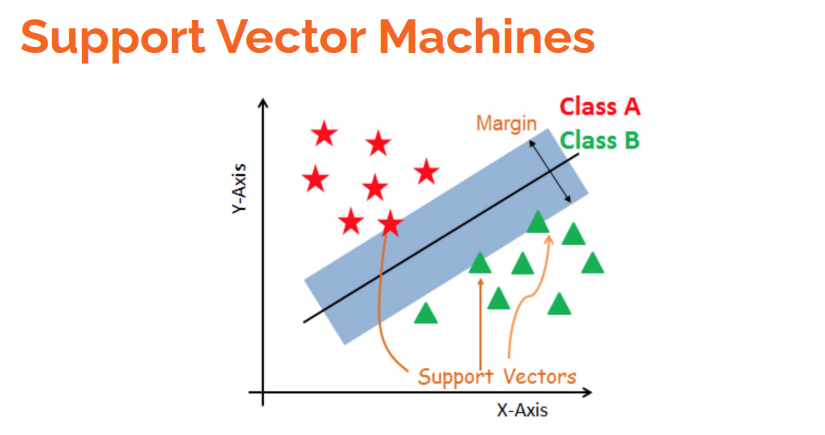 Support Vector Machines
Class A
Margin
Class B
Y-Axis
Support Vectors
X-Axis